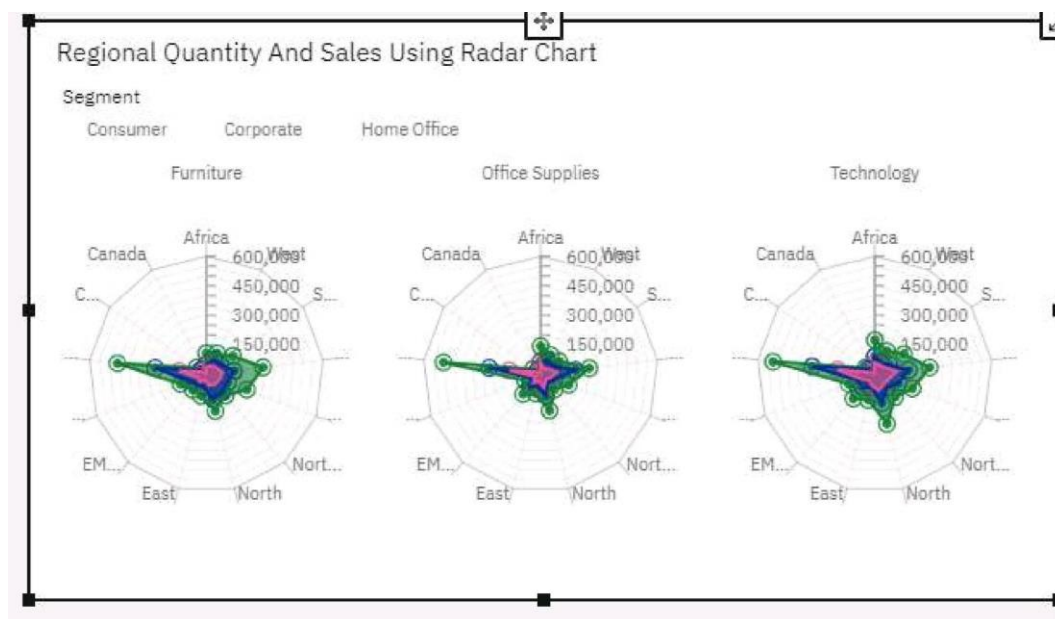 Regional Quantity And Sales Using Radar Chart
Segment
Consumer Corporate Home Office
Furniture Office Supplies Technology
Africa Africa Africa
Canada 600,000 West Canada 600,000 West Canada 600,000 West
C... 450,000 S... C... 450,000 S... C... 450,000 S...
300,000 300,000 300,000
150,000 150,000 150,000
EM... Nort... EM... Nort... EM... Nort...
East North East North East North